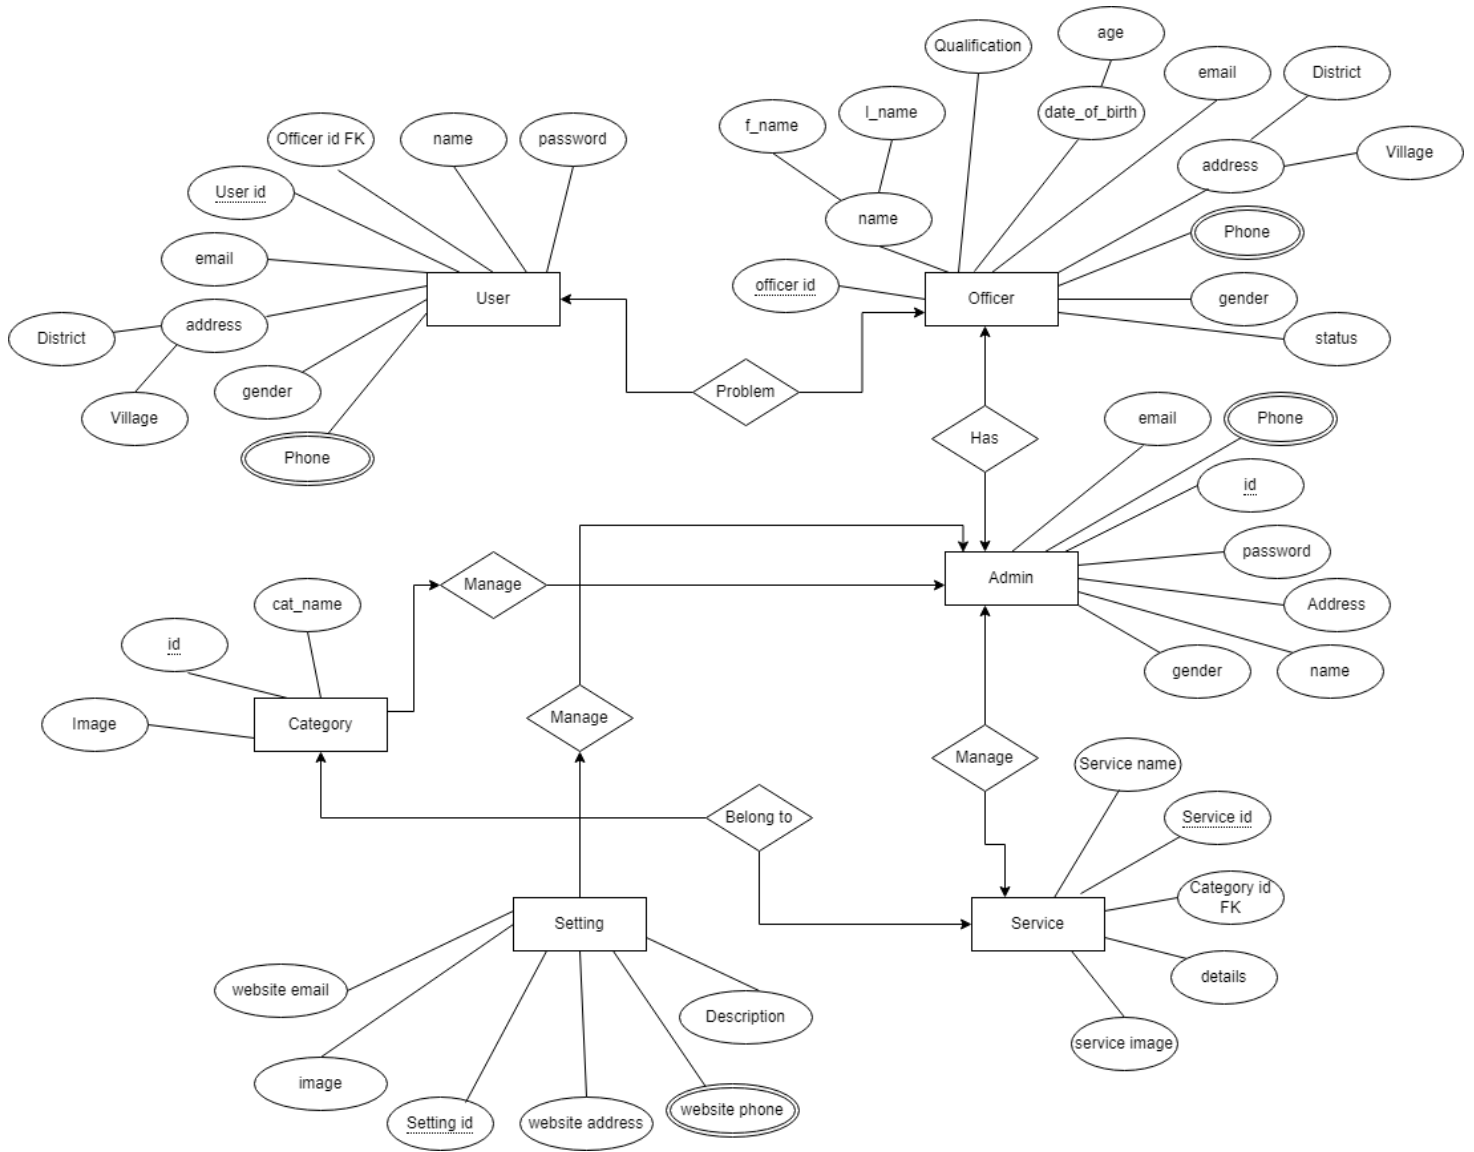 age
Qualification
email
District
f_name
l_name
date_of_birth
Officer id FK
name
password
address
Village
User id
name
Phone
email
officer id
User
Officer
gender
address
District
status
gender
Problem
Village
email
Phone
Has
Phone
id
password
Manage
Admin
cat_name
Address
id
gender
name
Image
Category
Manage
Manage
Service name
Belong to
Service id
Category id
FK
Setting
Service
website email
details
Description
service image
image
website phone
Setting id
website address